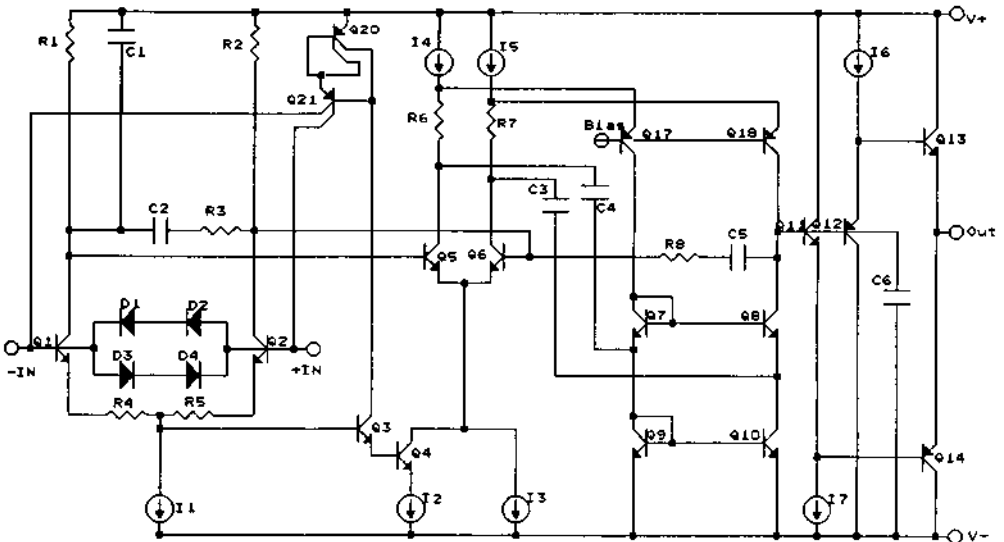 V+
Q20
R1
C1
R2
I4
I5
I6
Q21
R6
R7
Bias
Q17
Q18
Q13
C3
C4
C2
R3
Q11
Q12
Out
Q5
Q6
R8
C5
C6
D1
D2
Q7
Q8
Q1
Q2
-IN
D3
D4
+IN
R4
R5
Q3
Q4
Q9
Q10
Q14
I1
I2
I3
I7
V-